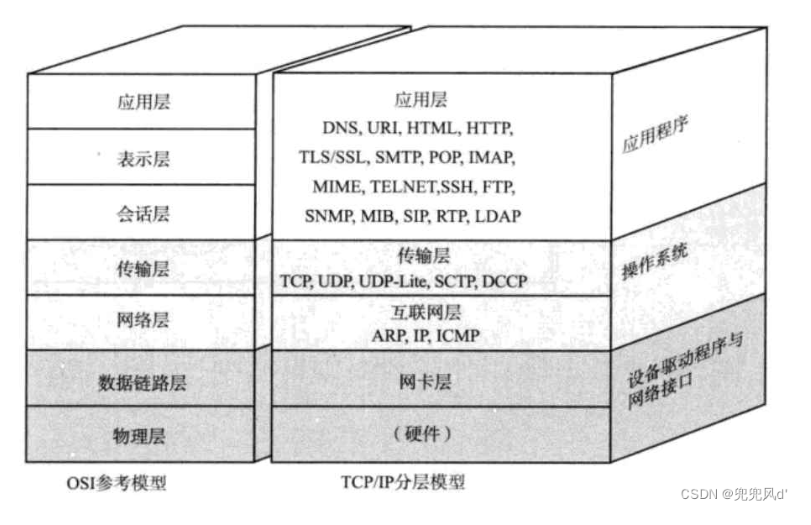 应用层
表示层
会话层
传输层
网络层
数据链路层
物理层
OSI参考模型
应用层
DNS, URI, HTML, HTTP,
TLS/SSL, SMTP, POP, IMAP,
MIME, TELNET,SSH, FTP,
SNMP, MIB, SIP, RTP, LDAP
传输层
TCP, UDP, UDP-Lite, SCTP, DCCP
互联网层
ARP, IP, ICMP
网卡层
（硬件）
TCP/IP分层模型
应用程序
操作系统
设备驱动程序与
网络接口
CSDN @兜兜风d'